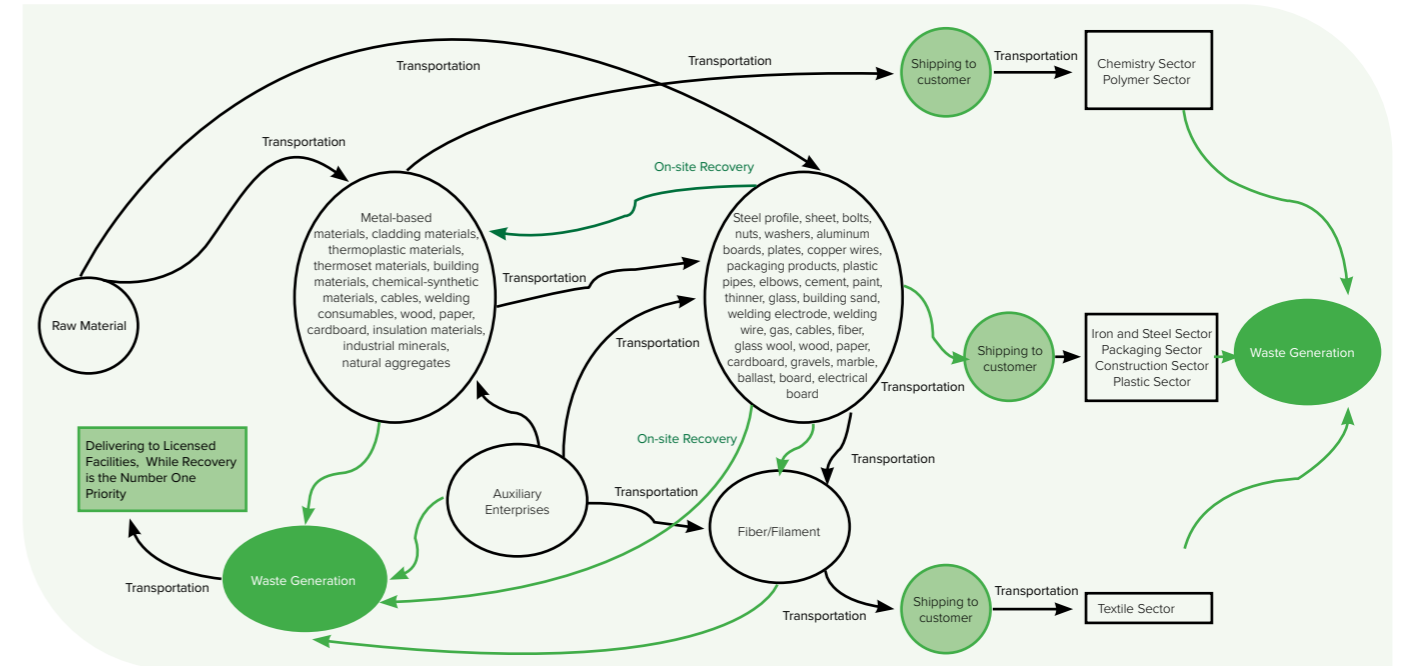 Transportation
Transportation
Shipping to
customer
Transportation
Chemistry Sector
Polymer Sector
Transportation
On-site Recovery
Raw Material
Metal-based
materials, cladding materials,
thermoplastic materials,
thermoset materials, building
materials, chemical-synthetic
materials, cables, welding
consumables, wood, paper,
cardboard, insulation materials,
industrial minerals,
natural aggregates
Transportation
Transportation
Steel profile, sheet, bolts,
nuts, washers, aluminum
boards, plates, copper wires,
packaging products, plastic
pipes, elbows, cement, paint,
thinner, glass, building sand,
welding electrode, welding
wire, gas, cables, fiber,
glass wool, wood, paper,
cardboard, gravels, marble,
ballast, board, electrical
board
Transportation
Shipping to
customer
Iron and Steel Sector
Packaging Sector
Construction Sector
Plastic Sector
Waste Generation
On-site Recovery
Transportation
Delivering to Licensed
Facilities, While Recovery
is the Number One
Priority
Auxiliary
Enterprises
Transportation
Fiber/Filament
Waste Generation
Transportation
Transportation
Shipping to
customer
Transportation
Textile Sector